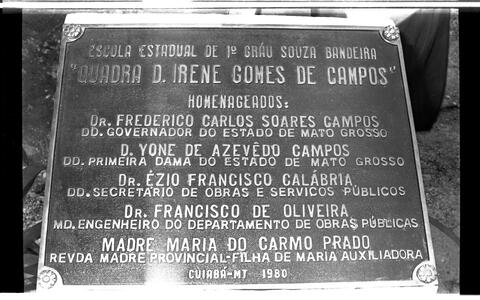 ESCOLA ESTADUAL DE 1º GRÁU SOUZA BANDEIRA
"QUADRA D. IRENE GOMES DE CAMPOS"
HOMENAGEADOS:
DR. FREDERICO CARLOS SOARES CAMPOS
DD. GOVERNADOR DO ESTADO DE MATO GROSSO
D. YONE DE AZEVÊDO CAMPOS
DD. PRIMEIRA DAMA DO ESTADO DE MATO GROSSO
DR. ÉZIO FRANCISCO CALÁBRIA
DD. SECRETÁRIO DE OBRAS E SERVIÇOS PÚBLICOS
DR. FRANCISCO DE OLIVEIRA
MD. ENGENHEIRO DO DEPARTAMENTO DE OBRAS PÚBLICAS
MADRE MARIA DO CARMO PRADO
REVDA MADRE PROVINCIAL-FILHA DE MARIA AUXILIADORA
CUIABÁ-MT 1980